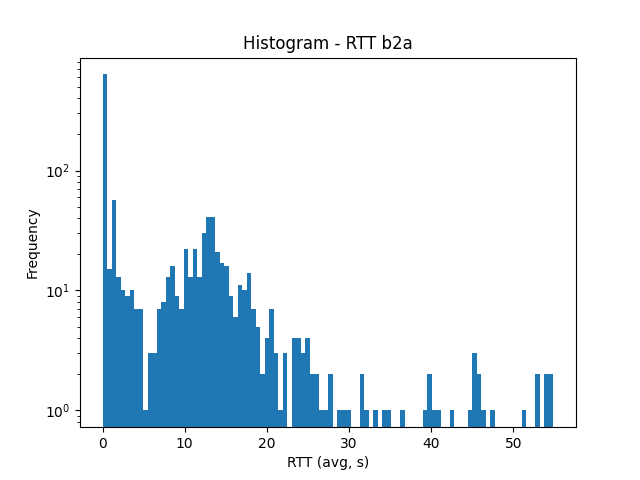 Histogram - RTT b2a
Frequency
10²
10¹
10⁰
0 10 20 30 40 50
RTT (avg, s)